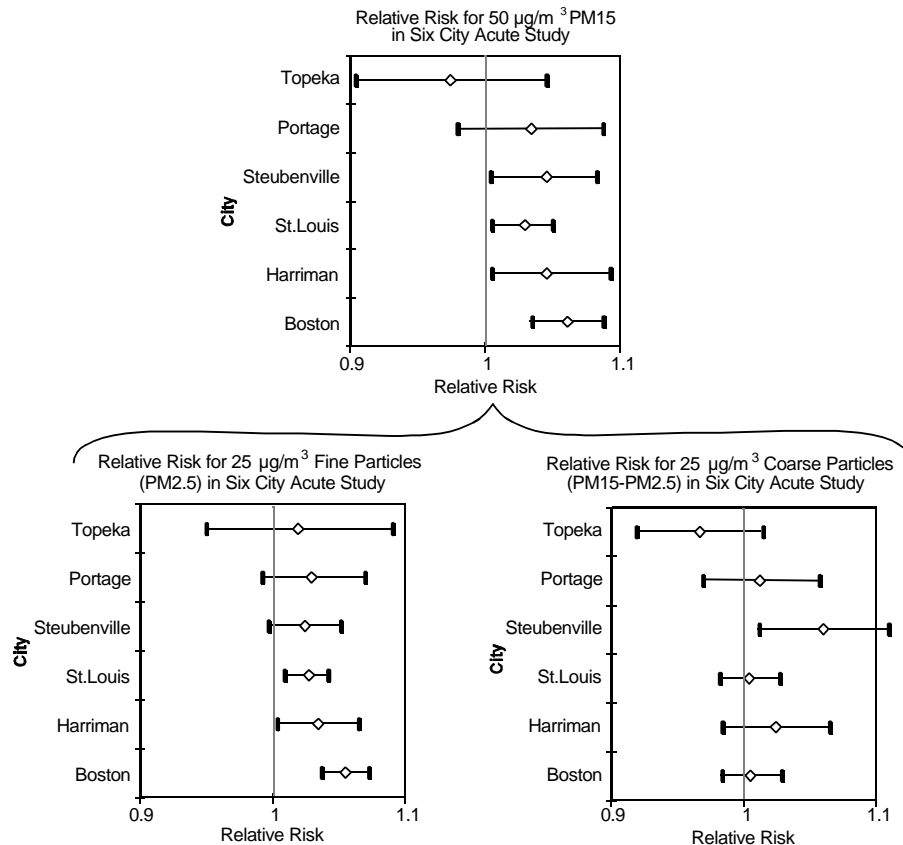 Relative Risk for 50 µg/m ³ PM15
in Six City Acute Study
Topeka
Portage
Steubenville
St.Louis
Harriman
Boston
City
0.9 1 1.1
Relative Risk
Relative Risk for 25 µg/m³ Fine Particles
(PM2.5) in Six City Acute Study
Topeka
Portage
Steubenville
St.Louis
Harriman
Boston
City
0.9 1 1.1
Relative Risk
Relative Risk for 25 µg/m³ Coarse Particles
(PM15-PM2.5) in Six City Acute Study
Topeka
Portage
Steubenville
St.Louis
Harriman
Boston
City
0.9 1 1.1
Relative Risk